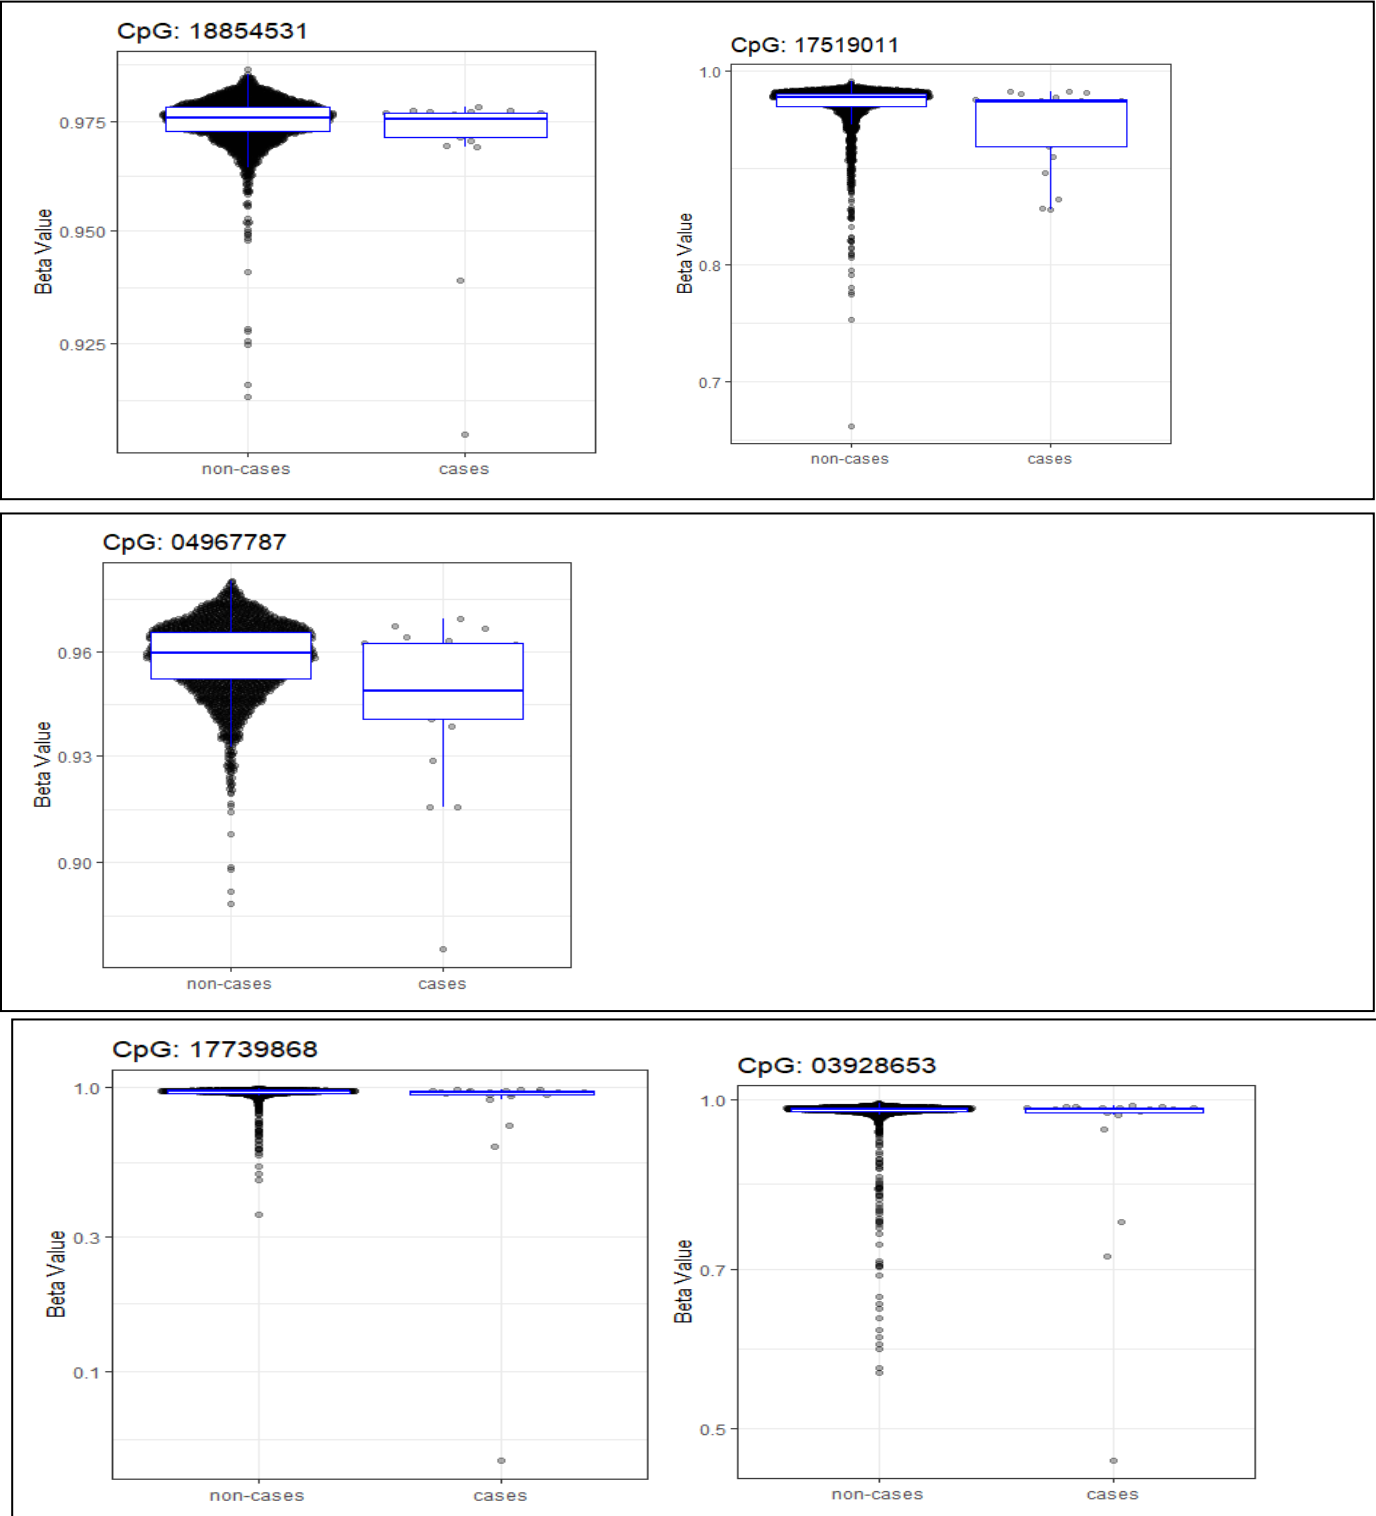 CpG: 18854531
Beta Value
0.975
0.950
0.925
non-cases cases
CpG: 17519011
Beta Value
1.0
0.8
0.7
non-cases cases
CpG: 04967787
Beta Value
0.96
0.93
0.90
non-cases cases
CpG: 17739868
Beta Value
1.0
0.3
0.1
non-cases cases
CpG: 03928653
Beta Value
1.0
0.7
0.5
non-cases cases